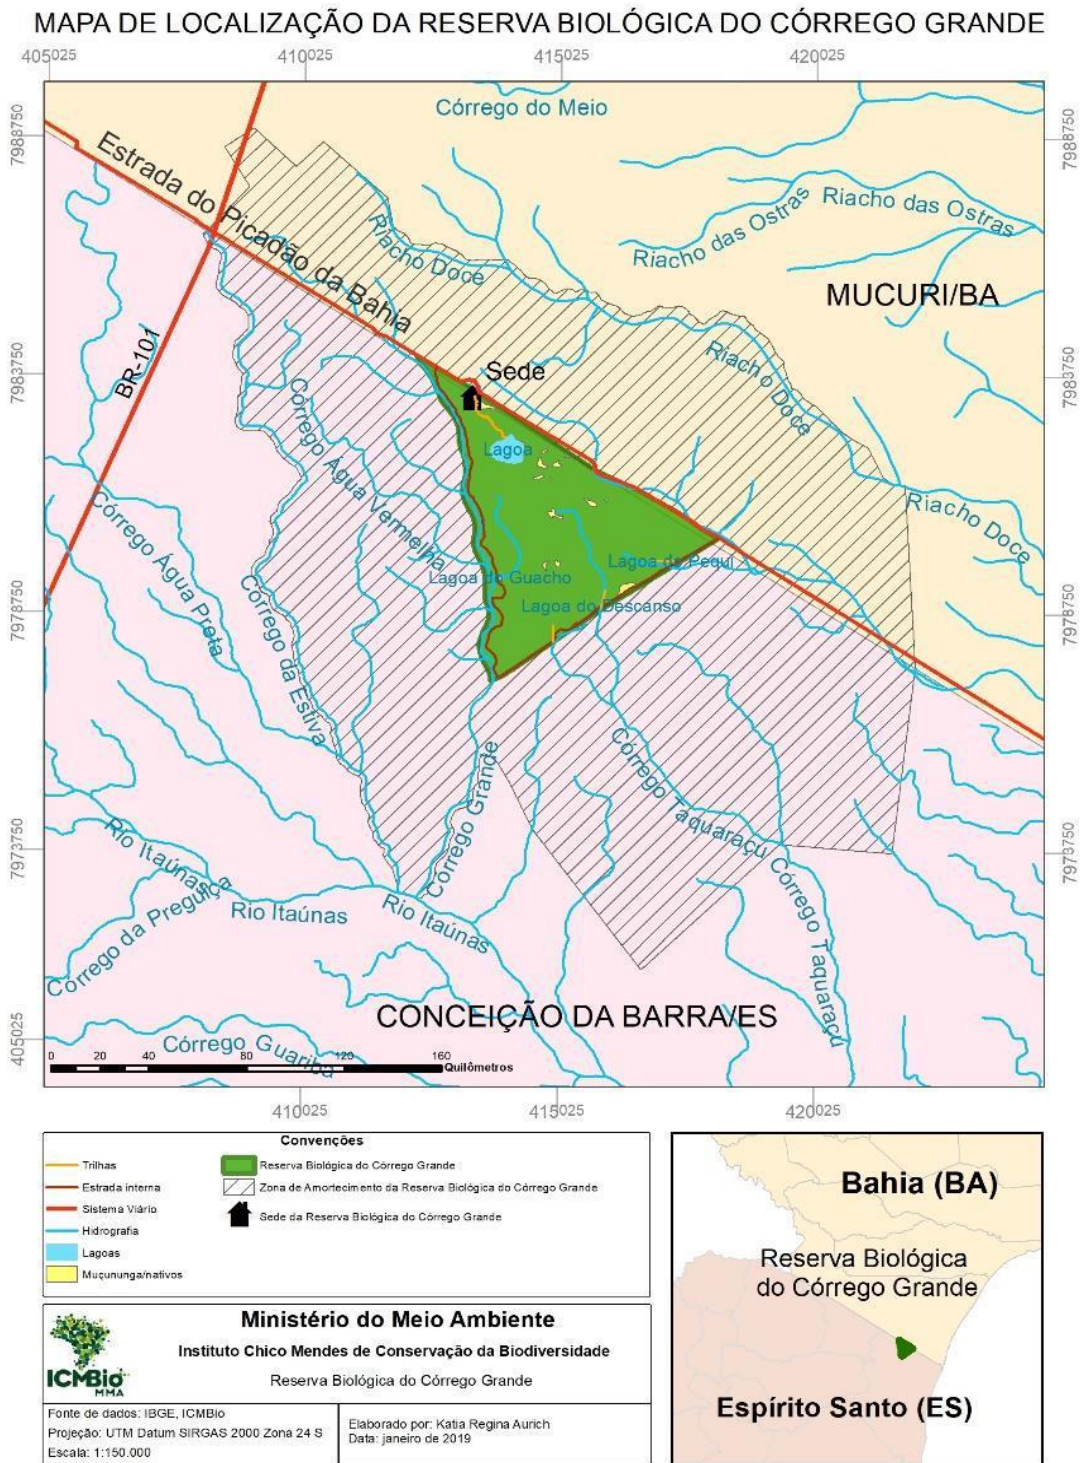 MAPA DE LOCALIZAÇÃO DA RESERVA BIOLÓGICA DO CÓRREGO GRANDE
405025 410025 415025 420025
7988750 7988750
Córrego do Meio
Estrada do Picadão da Bahia
Riacho Doce
Riacho das Ostras
Riacho das Ostras
MUCURI/BA
BR-101
7983750 7983750
Sede
Riacho Doce
Lagoa
Córrego Água Vermelha
Córrego Água Preta
Riacho Doce
Lagoa do Pequi
Lagoa do Guacho
Lagoa do Descanso
7978750 7978750
Córrego da Estiva
Córrego Grande
Córrego Taquaraçu
7973750 7973750
Rio Itaúnas
Córrego da Preguiça
Rio Itaúnas
Rio Itaúnas
Córrego Taquaraçu
CONCEIÇÃO DA BARRA/ES
405025
Córrego Guariba
0 20 40 80 120 160
Quilômetros
410025 415025 420025
Convenções
Trilhas
Estrada interna
Sistema Viário
Hidrografia
Lagoas
Muçununga/nativos
Reserva Biológica do Córrego Grande
Zona de Amortecimento da Reserva Biológica do Córrego Grande
Sede da Reserva Biológica do Córrego Grande
ICMBio
MMA
Ministério do Meio Ambiente
Instituto Chico Mendes de Conservação da Biodiversidade
Reserva Biológica do Córrego Grande
Fonte de dados: IBGE, ICMBio
Projeção: UTM Datum SIRGAS 2000 Zona 24 S
Escala: 1:150.000
Elaborado por: Katia Regina Aurich
Data: janeiro de 2019
Bahia (BA)
Reserva Biológica
do Córrego Grande
Espírito Santo (ES)